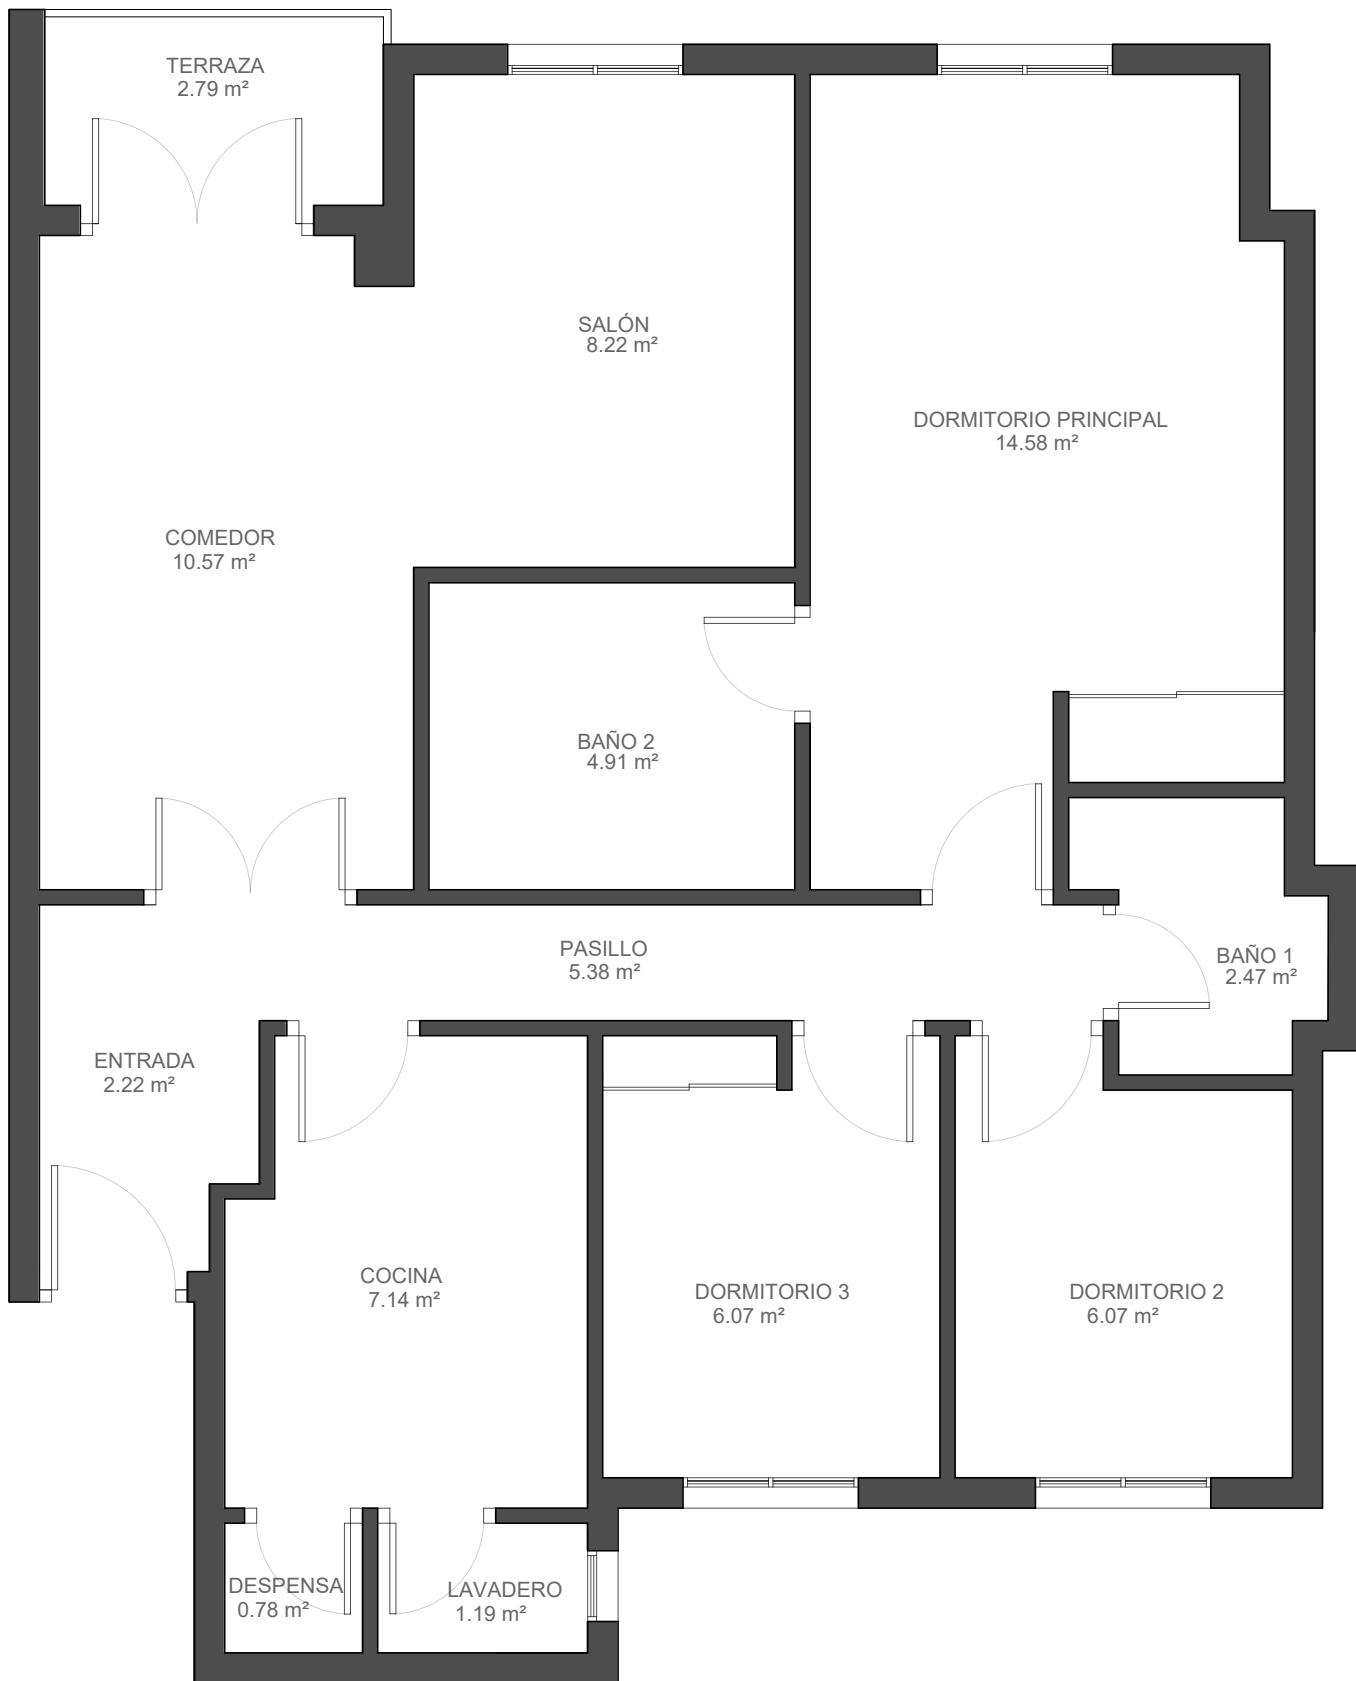 TERRAZA
2.79 m²
SALÓN
8.22 m²
DORMITORIO PRINCIPAL
14.58 m²
COMEDOR
10.57 m²
BAÑO 2
4.91 m²
PASILLO
5.38 m²
BAÑO 1
2.47 m²
ENTRADA
2.22 m²
COCINA
7.14 m²
DORMITORIO 3
6.07 m²
DORMITORIO 2
6.07 m²
DESPENSA
0.78 m²
LAVADERO
1.19 m²